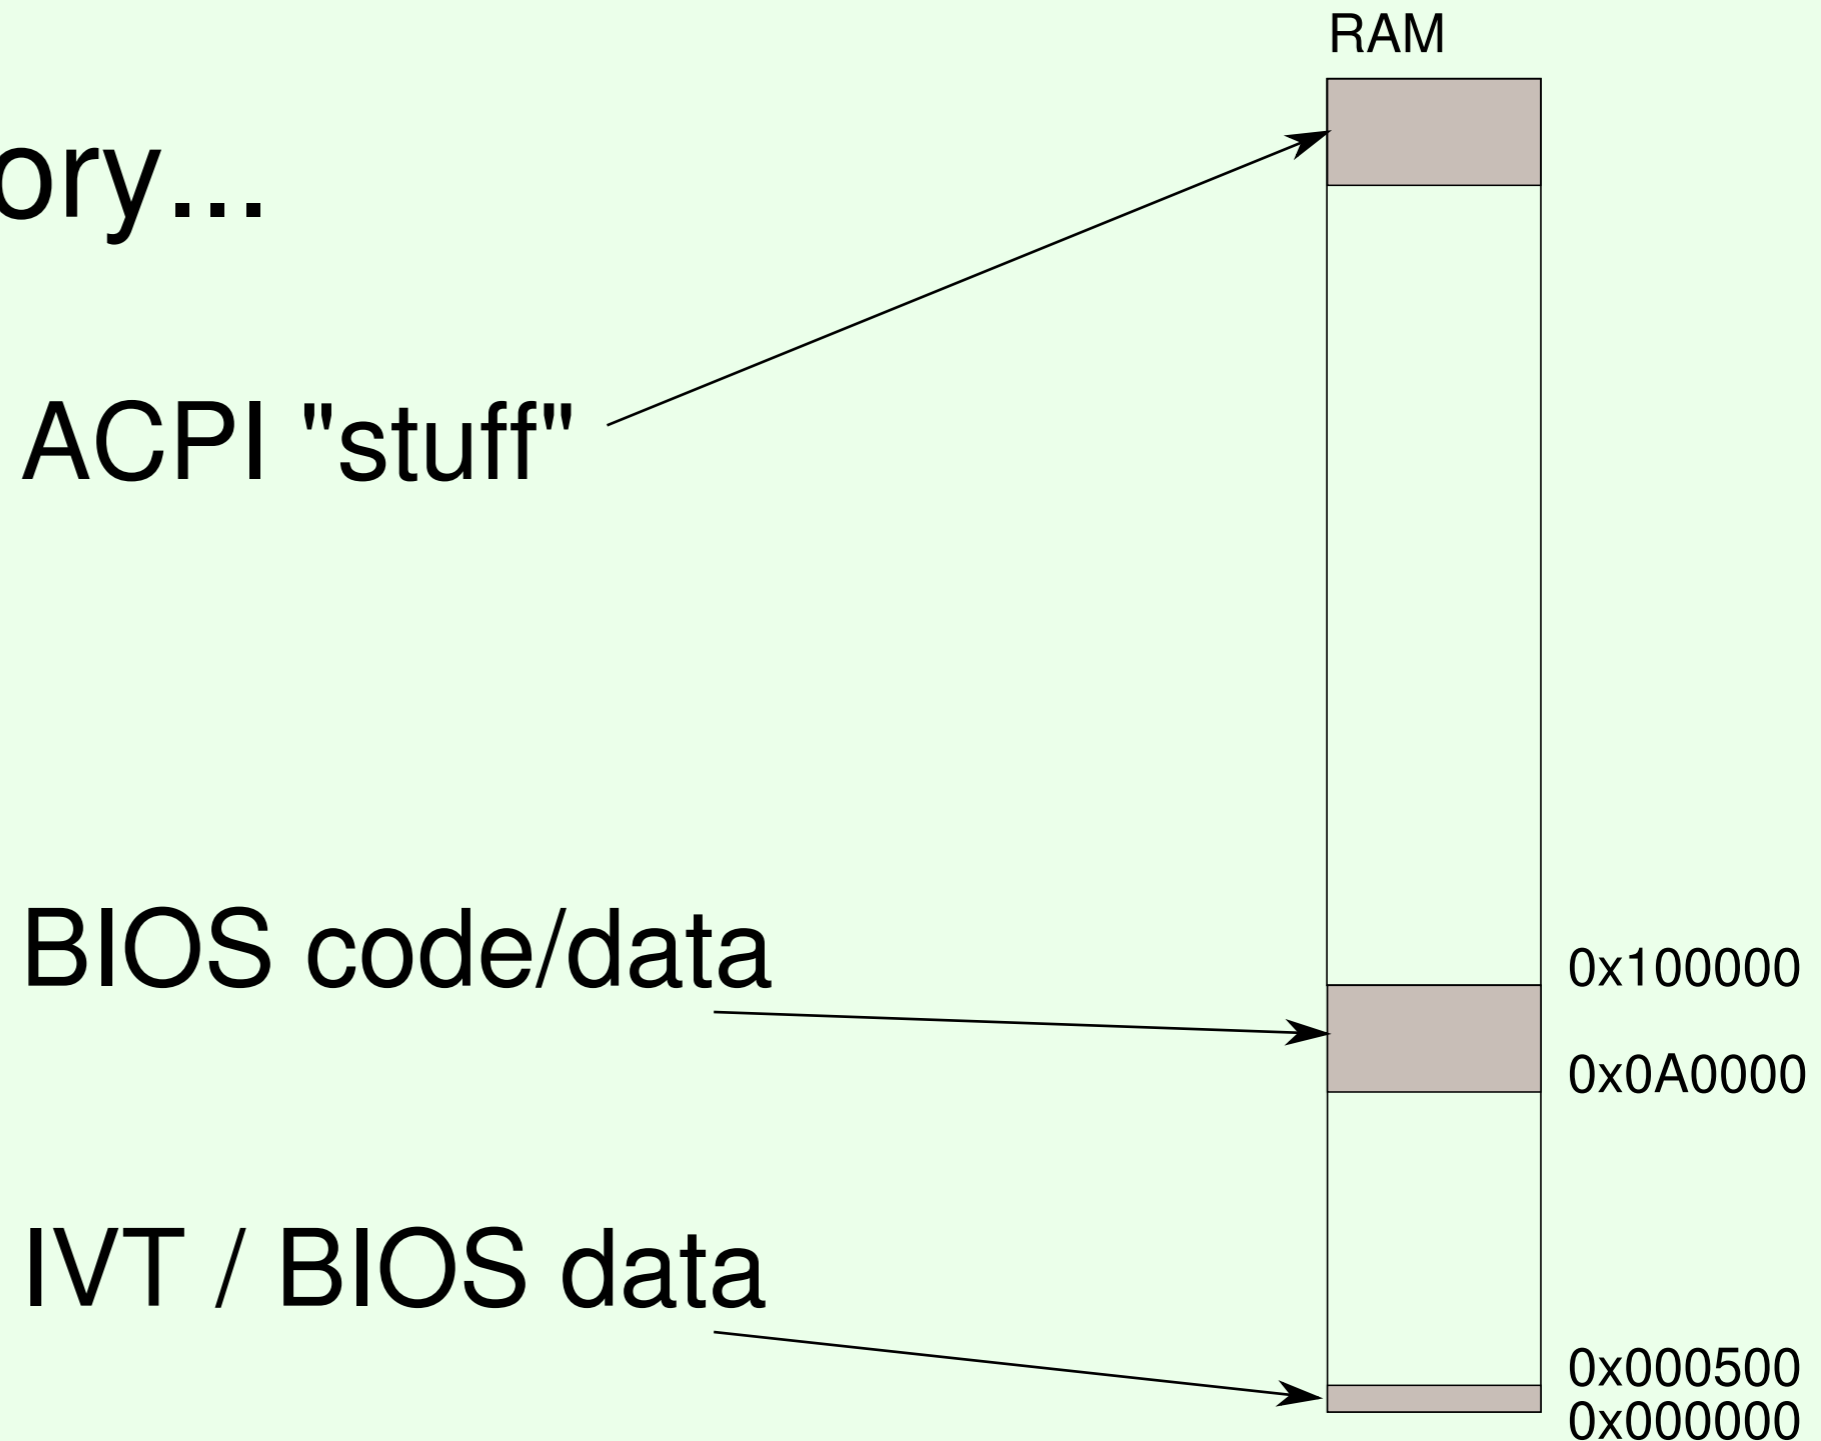 RAM
ory...
ACPI "stuff"
BIOS code/data
0x100000
0x0A0000
IVT / BIOS data
0x000500
0x000000